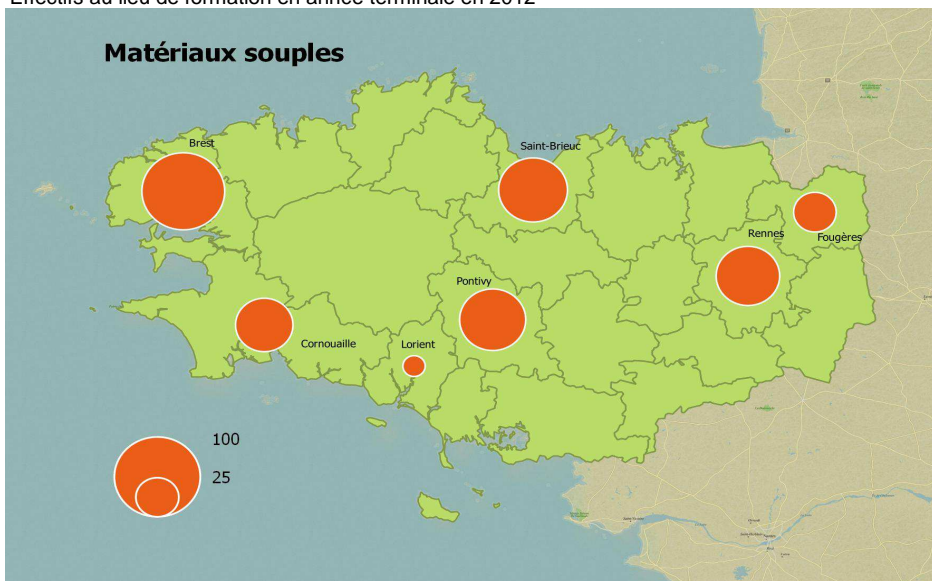 Effectifs au lieu de formation en année terminale en 2012
Matériaux souples
Brest
Saint-Brieuc
Rennes
Fougères
Pontivy
Cornouaille
Lorient
100
25